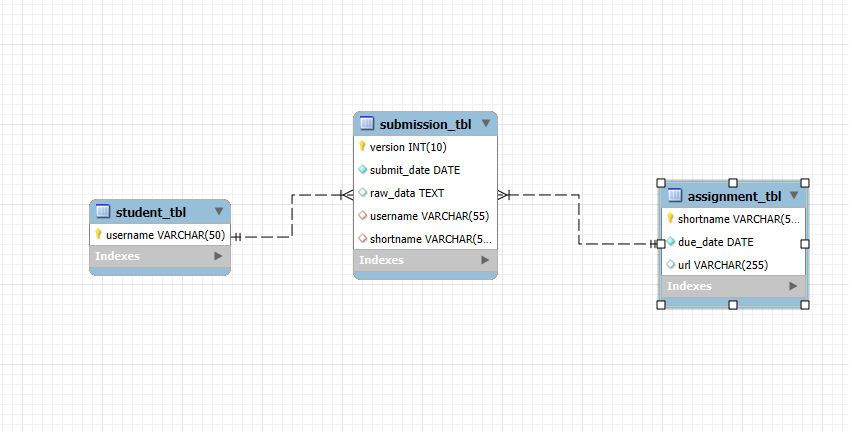 student_tbl
username VARCHAR(50)
Indexes
submission_tbl
version INT(10)
submit_date DATE
raw_data TEXT
username VARCHAR(55)
shortname VARCHAR(5...
Indexes
assignment_tbl
shortname VARCHAR(5...
due_date DATE
url VARCHAR(255)
Indexes